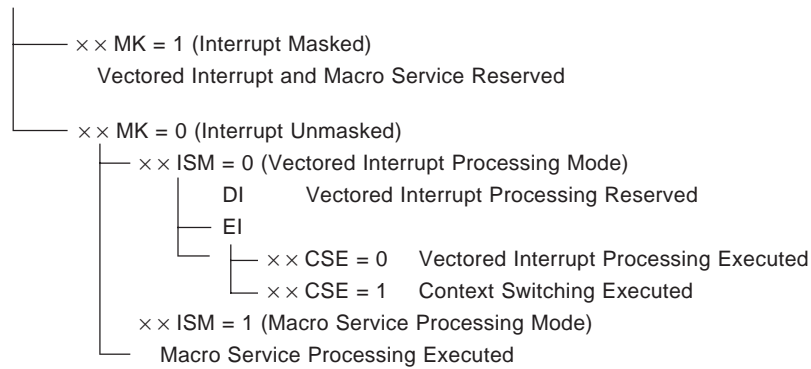 ×× MK = 1 (Interrupt Masked)
Vectored Interrupt and Macro Service Reserved
×× MK = 0 (Interrupt Unmasked)
×× ISM = 0 (Vectored Interrupt Processing Mode)
DI Vectored Interrupt Processing Reserved
EI
×× CSE = 0 Vectored Interrupt Processing Executed
×× CSE = 1 Context Switching Executed
×× ISM = 1 (Macro Service Processing Mode)
Macro Service Processing Executed